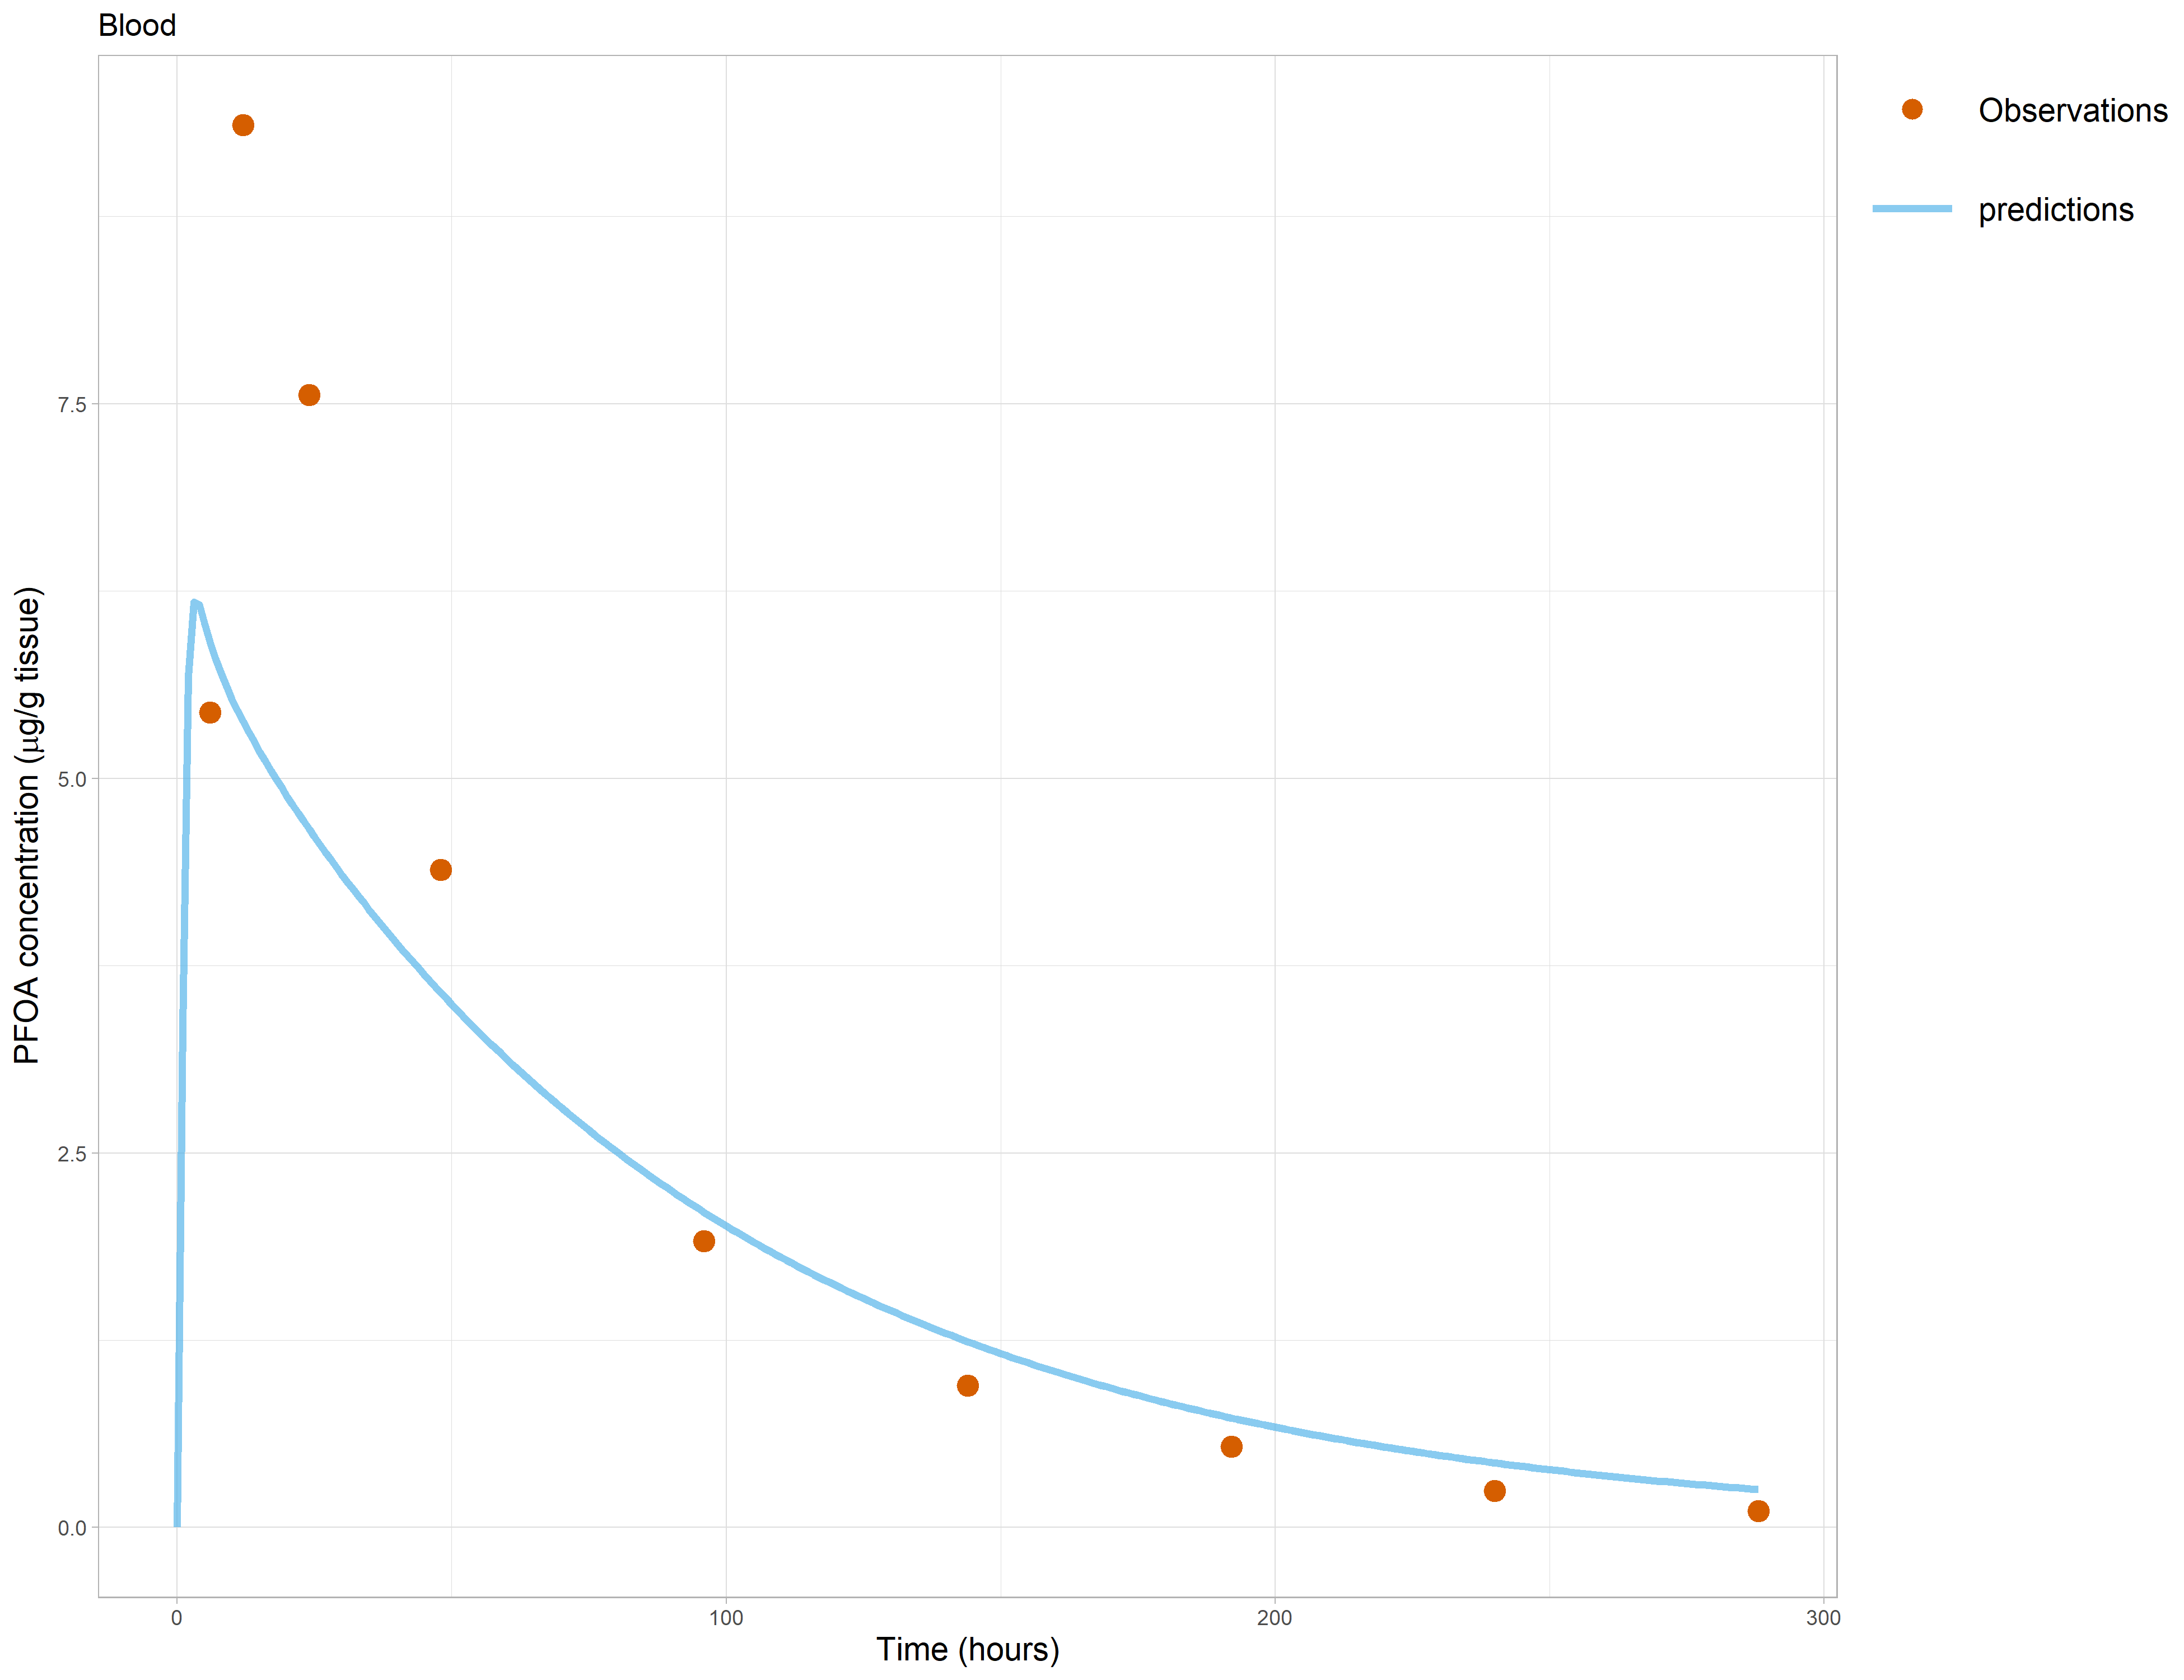 Blood
Observations
predictions
7.5
5.0
2.5
0.0
PFOA concentration (μg/g tissue)
0
100
200
300
Time (hours)